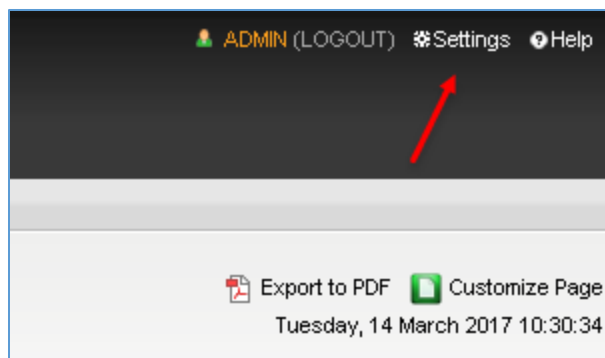 ADMIN (LOGOUT) Settings Help
Export to PDF Customize Page
Tuesday, 14 March 2017 10:30:34